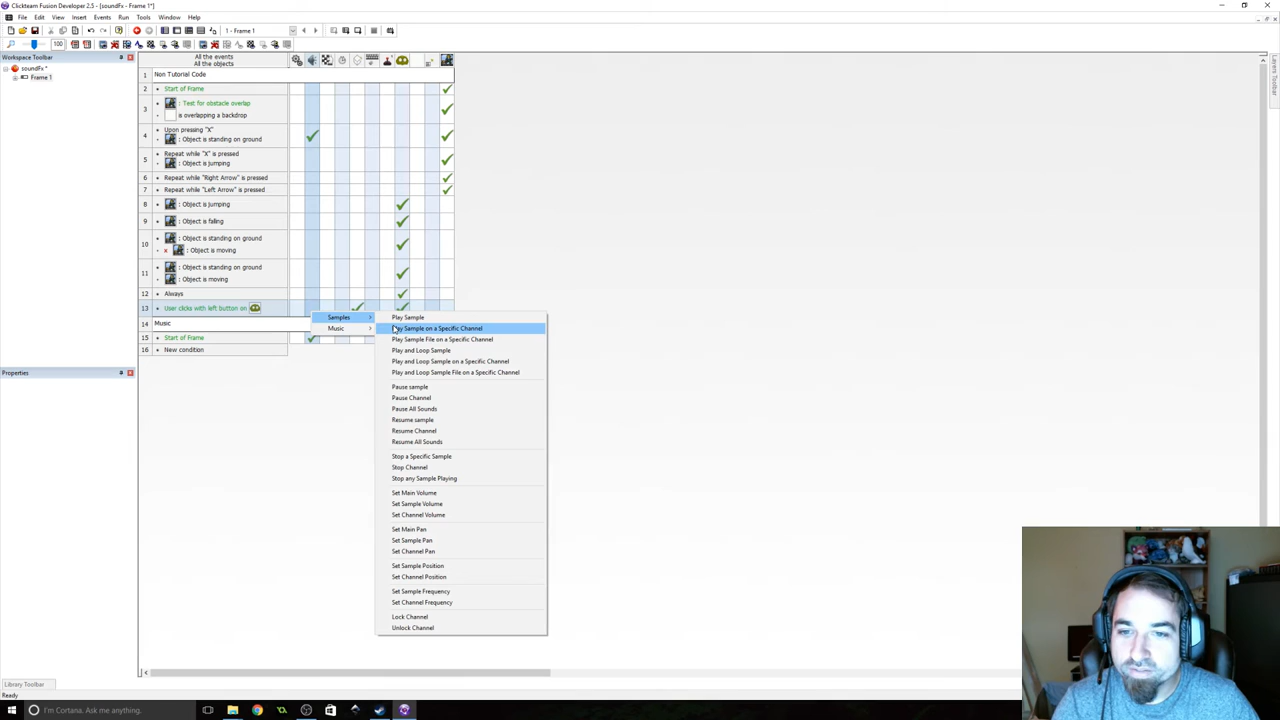 Clickteam Fusion Developer 2.5 - [soundFx - Frame 1*]
File Edit View Insert Events Run Tools Window Help
1 - Frame 1
100
Workspace Toolbar
soundFx *
Frame 1
Properties
Library Toolbar
Ready
Layers Toolbar
All the events
All the objects
1 Non Tutorial Code
2 Start of Frame
3 : Test for obstacle overlap
is overlapping a backdrop
4 Upon pressing "X"
: Object is standing on ground
5 Repeat while "X" is pressed
: Object is jumping
6 Repeat while "Right Arrow" is pressed
7 Repeat while "Left Arrow" is pressed
8 : Object is jumping
9 : Object is falling
10 : Object is standing on ground
X : Object is moving
11 : Object is standing on ground
: Object is moving
12 Always
13 User clicks with left button on
14 Music
15 Start of Frame
16 New condition
Samples
Music
Play Sample
Play Sample on a Specific Channel
Play Sample File on a Specific Channel
Play and Loop Sample
Play and Loop Sample on a Specific Channel
Play and Loop Sample File on a Specific Channel
Pause sample
Pause Channel
Pause All Sounds
Resume sample
Resume Channel
Resume All Sounds
Stop a Specific Sample
Stop Channel
Stop any Sample Playing
Set Main Volume
Set Sample Volume
Set Channel Volume
Set Main Pan
Set Sample Pan
Set Channel Pan
Set Sample Position
Set Channel Position
Set Sample Frequency
Set Channel Frequency
Lock Channel
Unlock Channel
I'm Cortana. Ask me anything.